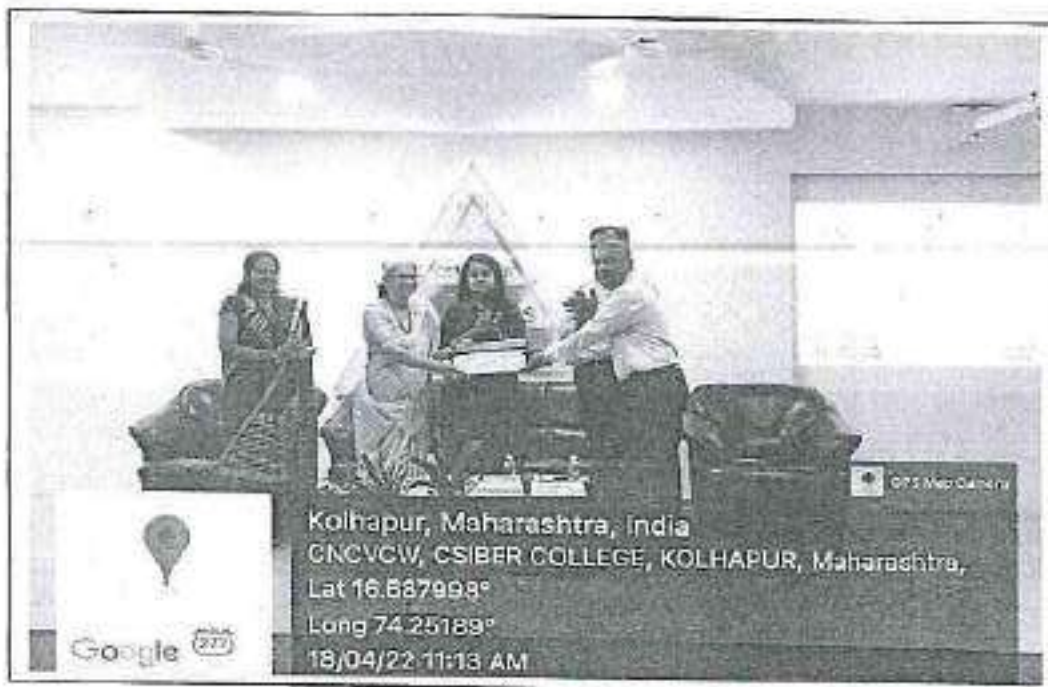 GPS Map Camera
Kolhapur, Maharashtra, India
CNCVCW, CSIBER COLLEGE, KOLHAPUR, Maharashtra,
Lat 16.687998°
Long 74.25189°
18/04/22 11:13 AM
Google
277